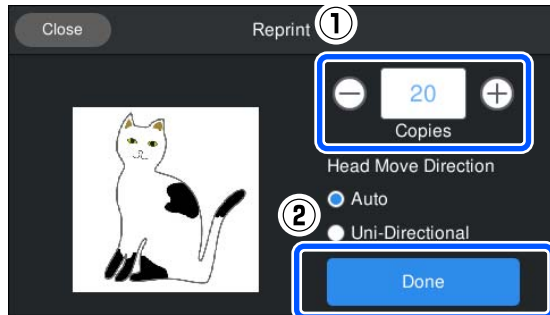 Close
Reprint
①
20
Copies
Head Move Direction
Auto
②
Uni-Directional
Done